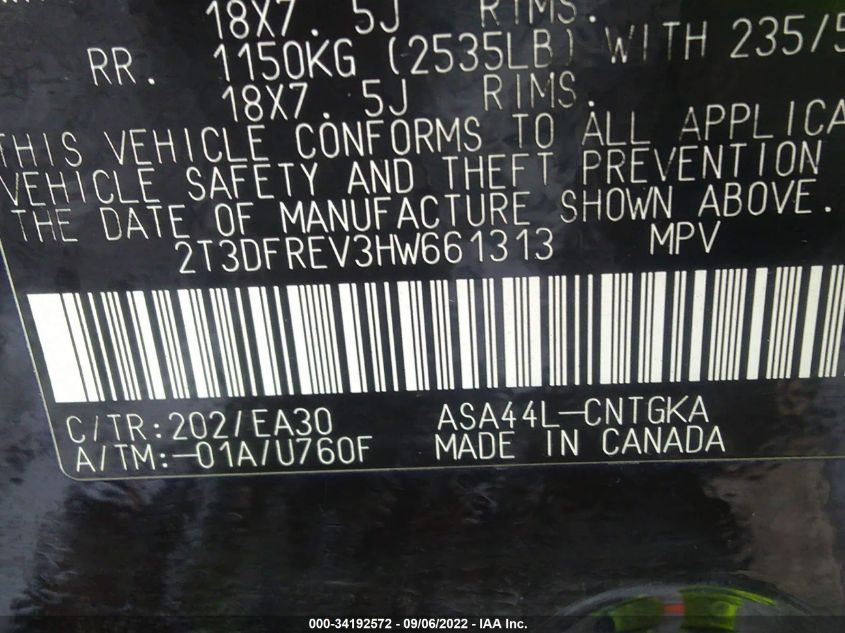 18X7. 5J RIMS.
RR. 1150KG (2535LB) WITH 235/5
18X7. 5J RIMS.
THIS VEHICLE CONFORMS TO ALL APPLICA
VEHICLE SAFETY AND THEFT PREVENTION
THE DATE OF MANUFACTURE SHOWN ABOVE.
2T3DFREV3HW661313 MPV
C/TR:202/EA30 ASA44L-CNTGKA
A/TM:-01A/U760F MADE IN CANADA
000-34192572 - 09/06/2022 - IAA Inc.